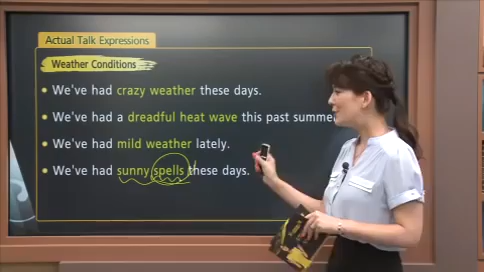 Actual Talk Expressions
Weather Conditions
We've had crazy weather these days.
We've had a dreadful heat wave this past summe
We've had mild weather lately.
We've had sunny spells these days.